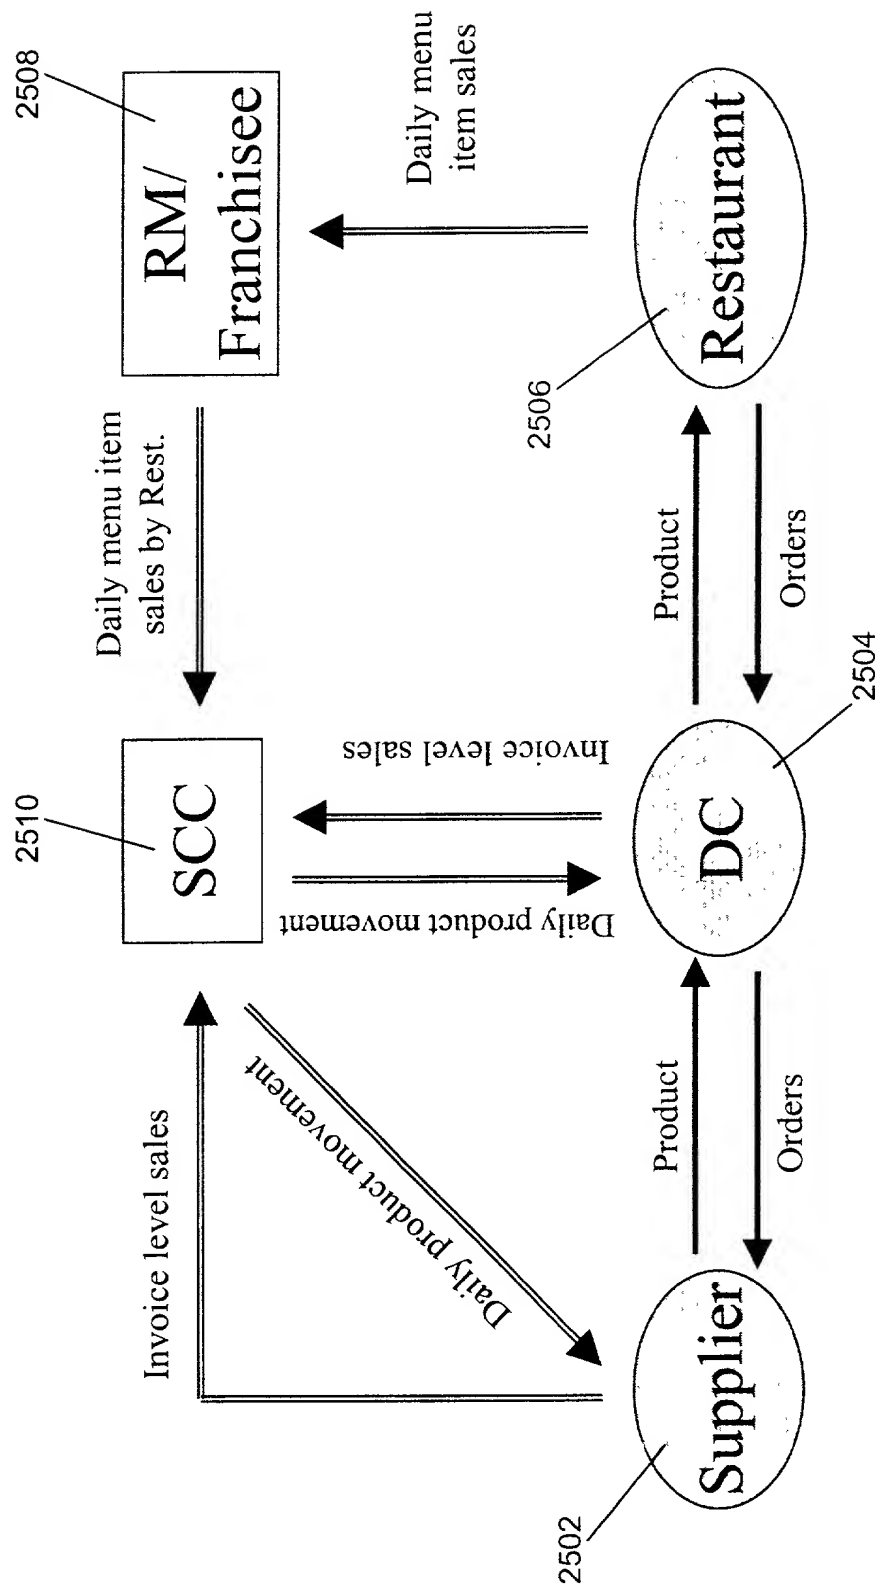 Invoice level sales
2510
SCC
Daily menu item
sales by Rest.
2508
RM/
Franchisee
Daily product movement
Daily product movement
Invoice level sales
Daily menu
item sales
2502
Supplier
Product
Orders
DC
2504
Product
Orders
2506
Restaurant